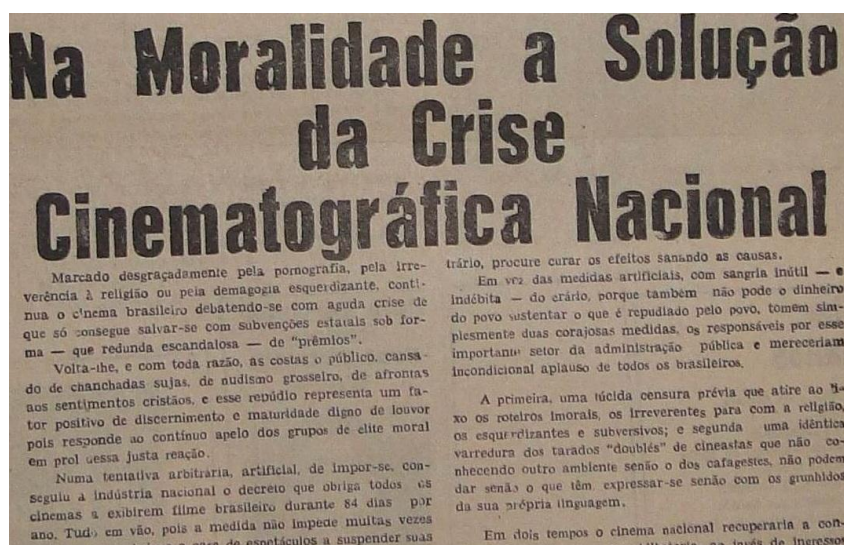 Na Moralidade a Solução
da Crise
Cinematográfica Nacional
Marcado desgraçadamente pela pornografia, pela irre-
verência à religião ou pela demagogia esquerdizante, conti-
nua o cinema brasileiro debatendo-se com aguda crise de
que só consegue salvar-se com subvenções estatais sob for-
ma — que redunda escandalosa — de "prêmios".
Volta-lhe, e com toda razão, as costas o público, cansa-
do de chanchadas sujas, de nudismo grosseiro, de afrontas
aos sentimentos cristãos, e esse repúdio representa um fa-
tor positivo de discernimento e maturidade digno de louvor
pois responde ao contínuo apelo dos grupos de elite moral
em prol dessa justa reação.
Numa tentativa arbitrária, artificial, de impor-se, con-
seguiu a indústria nacional o decreto que obriga todos os
cinemas a exibirem filme brasileiro durante 84 dias por
ano. Tudo em vão, pois a medida não impede muitas vezes
de espetáculos a suspender suas
trário, procure curar os efeitos sanando as causas.
Em vez das medidas artificiais, com sangria inútil — e
indébita — do erário, porque também não pode o dinheiro
do povo sustentar o que é repudiado pelo povo, tomem sim-
plesmente duas corajosas medidas, os responsáveis por esse
importante setor da administração pública e mereceriam
incondicional aplauso de todos os brasileiros.
A primeira, uma lúcida censura prévia que atire ao li-
xo os roteiros imorais, os irreverentes para com a religião,
os esquerdizantes e subversivos; e segunda uma idêntica
varredura dos tarados "doublés" de cineastas que não co-
nhecendo outro ambiente senão o dos cafagestes, não podem
dar senão o que têm, expressar-se senão com os grunhidos
da sua própria linguagem.
Em dois tempos o cinema nacional recuperaria a con-
de ingressos